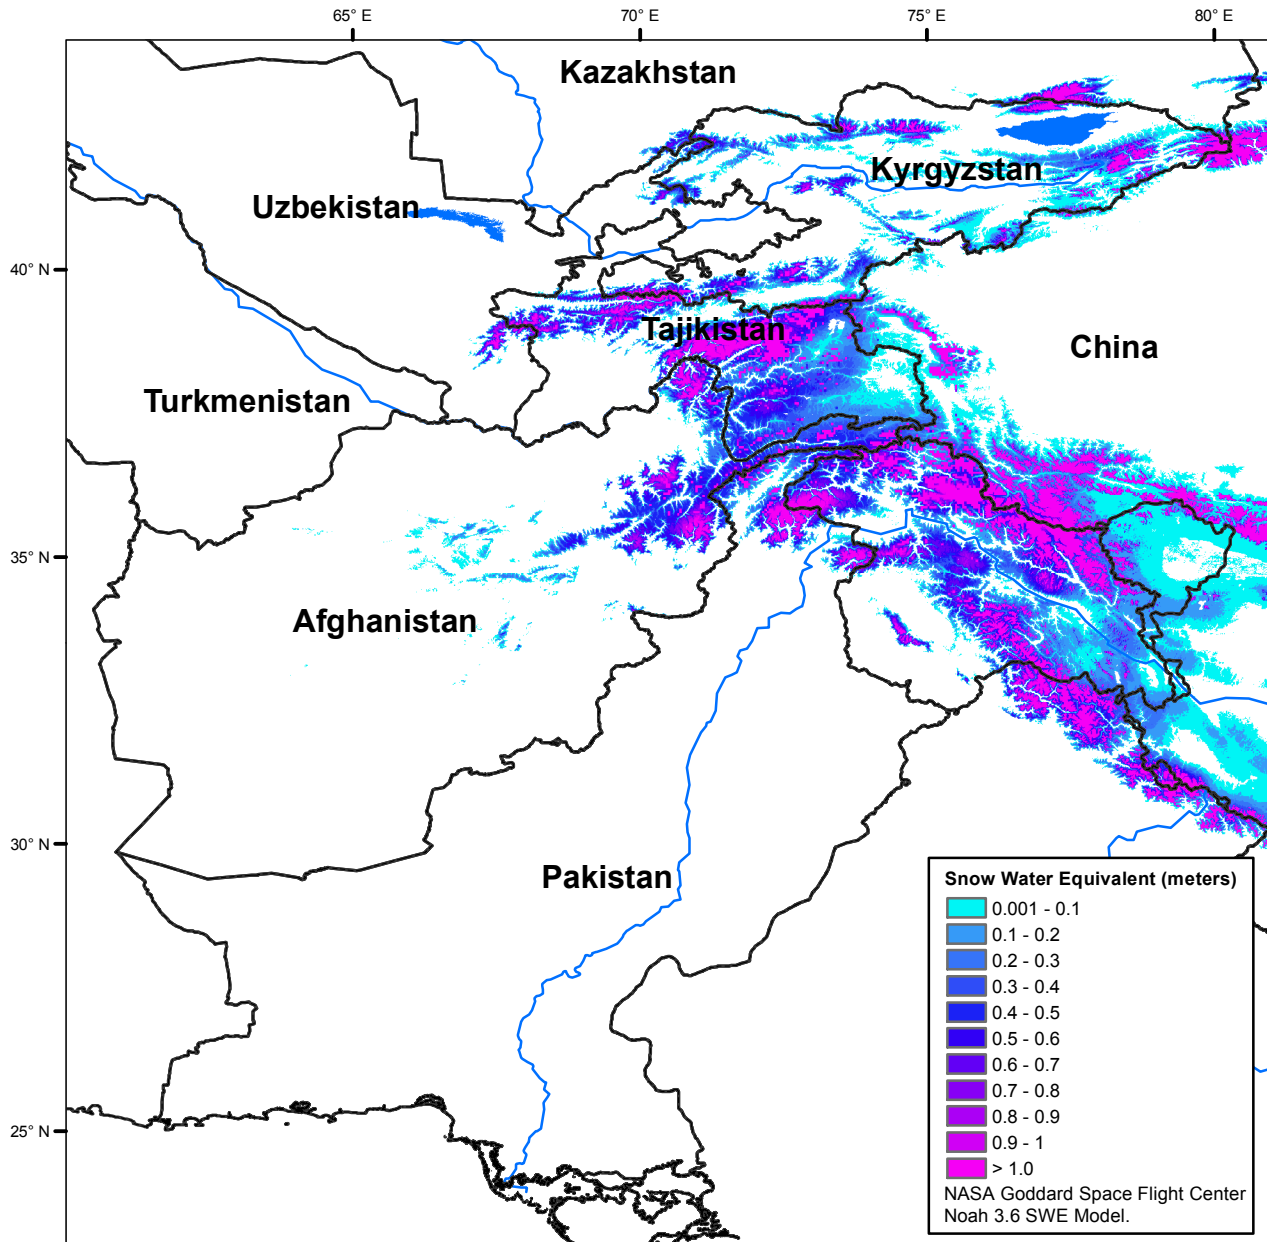 65° E
70° E
75° E
80° E
Kazakhstan
Kyrgyzstan
Uzbekistan
40° N
Tajikistan
China
Turkmenistan
35° N
Afghanistan
30° N
Pakistan
25° N
Snow Water Equivalent (meters)
0.001 - 0.1
0.1 - 0.2
0.2 - 0.3
0.3 - 0.4
0.4 - 0.5
0.5 - 0.6
0.6 - 0.7
0.7 - 0.8
0.8 - 0.9
0.9 - 1
> 1.0
NASA Goddard Space Flight Center
Noah 3.6 SWE Model.